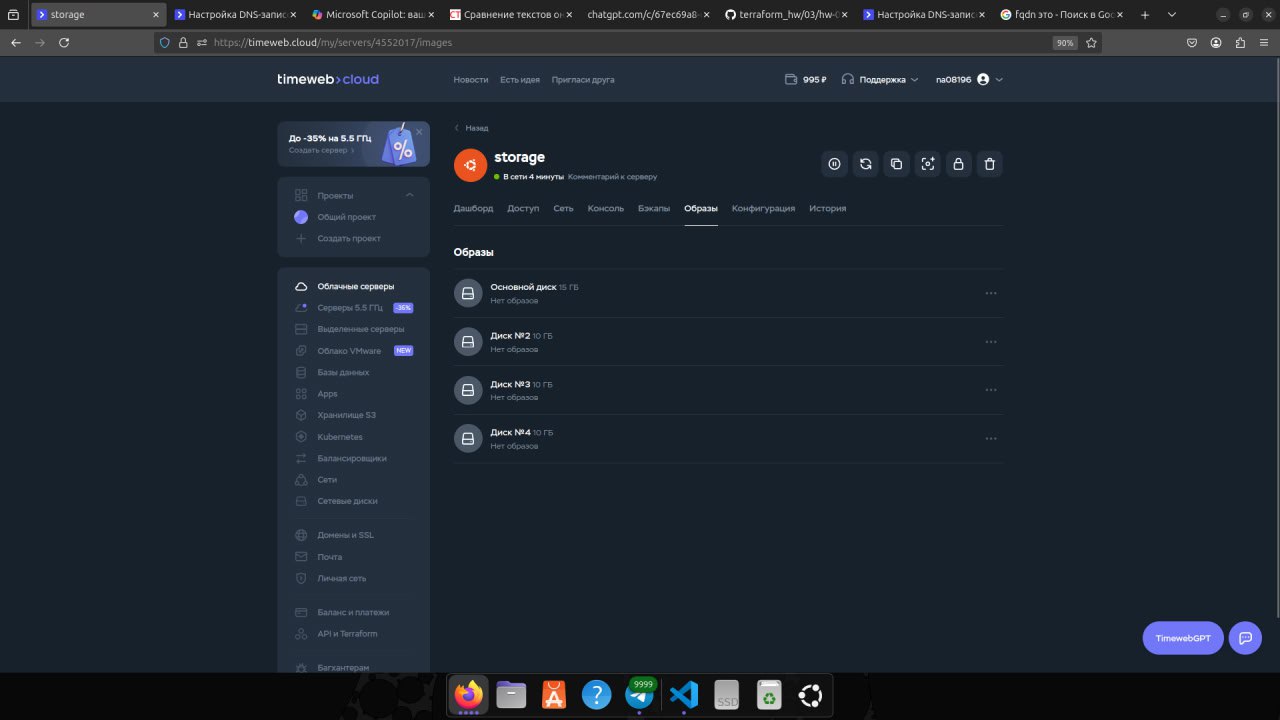 storage
Настройка DNS-запис
Microsoft Copilot: ваш
Сравнение текстов он
chatgpt.com/c/67ec69a8-
terraform_hw/03/hw-
Настройка DNS-запис
fqdn это - Поиск в Goo
https://timeweb.cloud/my/servers/4552017/images
90%
timeweb>cloud
Новости
Есть идея
Пригласи друга
995 ₽
Поддержка
na08196
До -35% на 5.5 ГГц
Создать сервер >
Проекты
Общий проект
Создать проект
Облачные серверы
Серверы 5.5 ГГц
-35%
Выделенные серверы
Облако VMware
NEW
Базы данных
Apps
Хранилище S3
Kubernetes
Балансировщики
Сети
Сетевые диски
Домены и SSL
Почта
Личная сеть
Баланс и платежи
API и Terraform
Багхантерам
Назад
storage
В сети 4 минуты
Комментарий к серверу
Дашборд
Доступ
Сеть
Консоль
Бэкапы
Образы
Конфигурация
История
Образы
Основной диск 15 ГБ
Нет образов
Диск №2 10 ГБ
Нет образов
Диск №3 10 ГБ
Нет образов
Диск №4 10 ГБ
Нет образов
TimewebGPT
9999
SSD